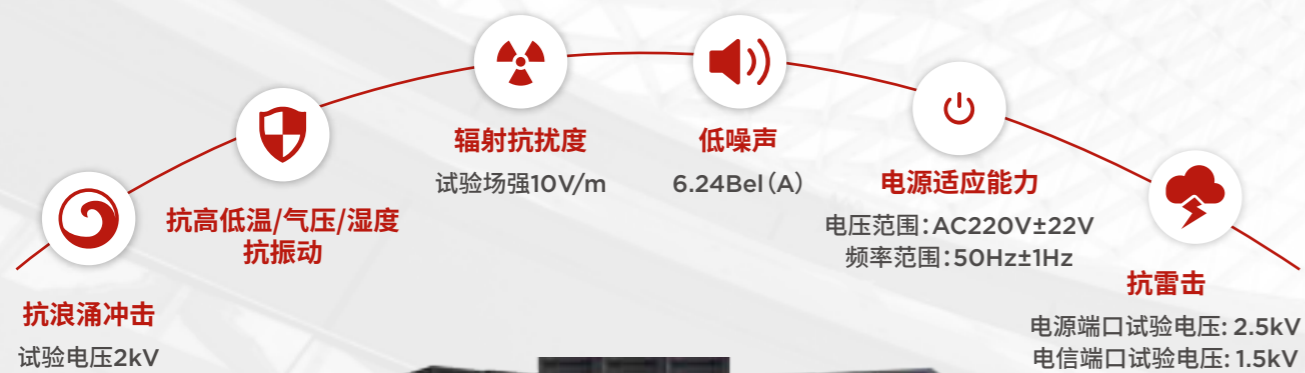 抗浪涌冲击
试验电压2kV
抗高低温/气压/湿度
抗振动
辐射抗扰度
试验场强10V/m
低噪声
6.24Bel(A)
电源适应能力
电压范围:AC220V±22V
频率范围:50Hz±1Hz
抗雷击
电源端口试验电压: 2.5kV
电信端口试验电压: 1.5kV